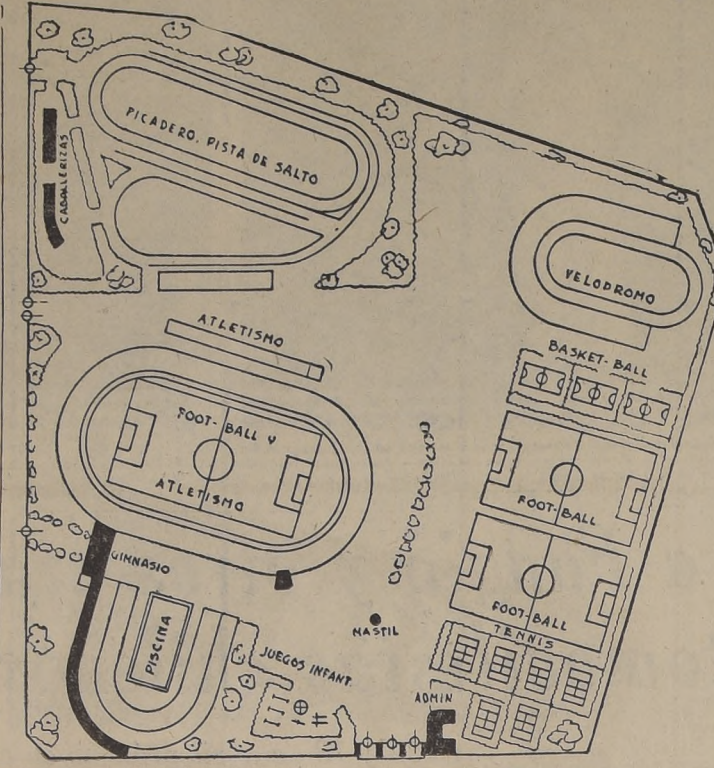 PICADERO. PISTA DE SALTO
CABALLERIZAS
VELODROMO
ATLETISMO
BASKET-BALL
FOOT-BALL Y
ATLETISMO
FOOT-BALL
FOOT-BALL
GIMNASIO
TENNIS
MASTIL
PISCINA
JUEGOS INFANT.
ADMIN